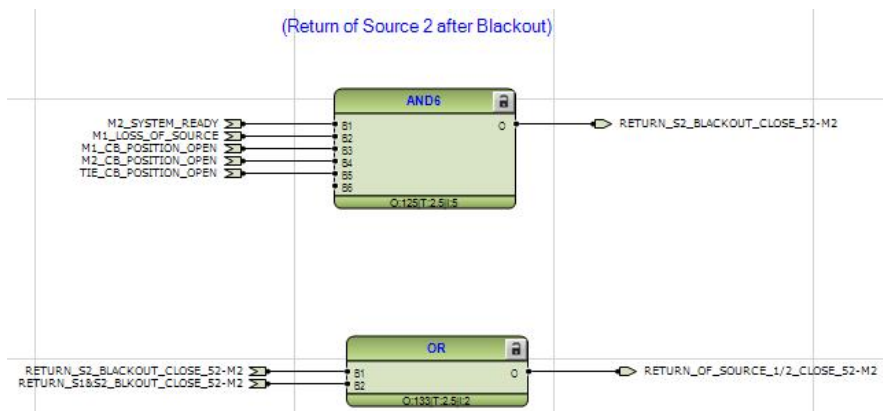 (Return of Source 2 after Blackout)
AND6
M2_SYSTEM_READY
M1_LOSS_OF_SOURCE
M1_CB_POSITION_OPEN
M2_CB_POSITION_OPEN
TIE_CB_POSITION_OPEN
B1
B2
B3
B4
B5
B6
O
RETURN_S2_BLACKOUT_CLOSE_52-M2
O:125|T:2.5|I:5
OR
RETURN_S2_BLACKOUT_CLOSE_52-M2
RETURN_S1&S2_BLKOUT_CLOSE_52-M2
B1
B2
O
RETURN_OF_SOURCE_1/2_CLOSE_52-M2
O:133|T:2.5|I:2